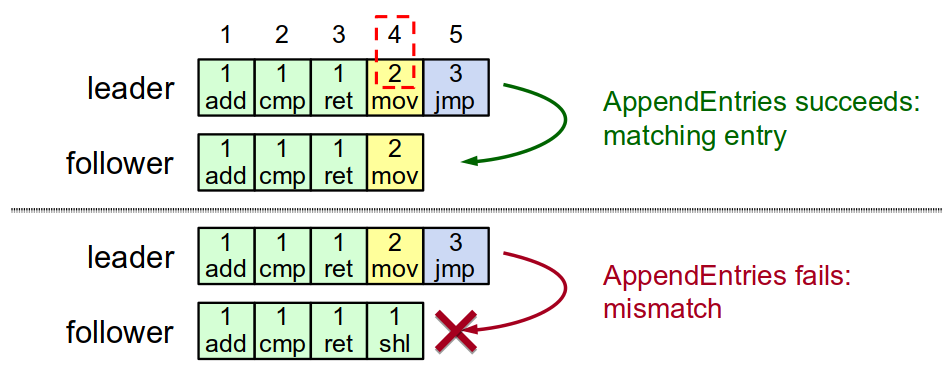 1 2 3 4 5
leader
1 1 1 2 3
add cmp ret mov jmp
AppendEntries succeeds:
matching entry
follower
1 1 1 2
add cmp ret mov
leader
1 1 1 2 3
add cmp ret mov jmp
AppendEntries fails:
mismatch
follower
1 1 1 1
add cmp ret shl